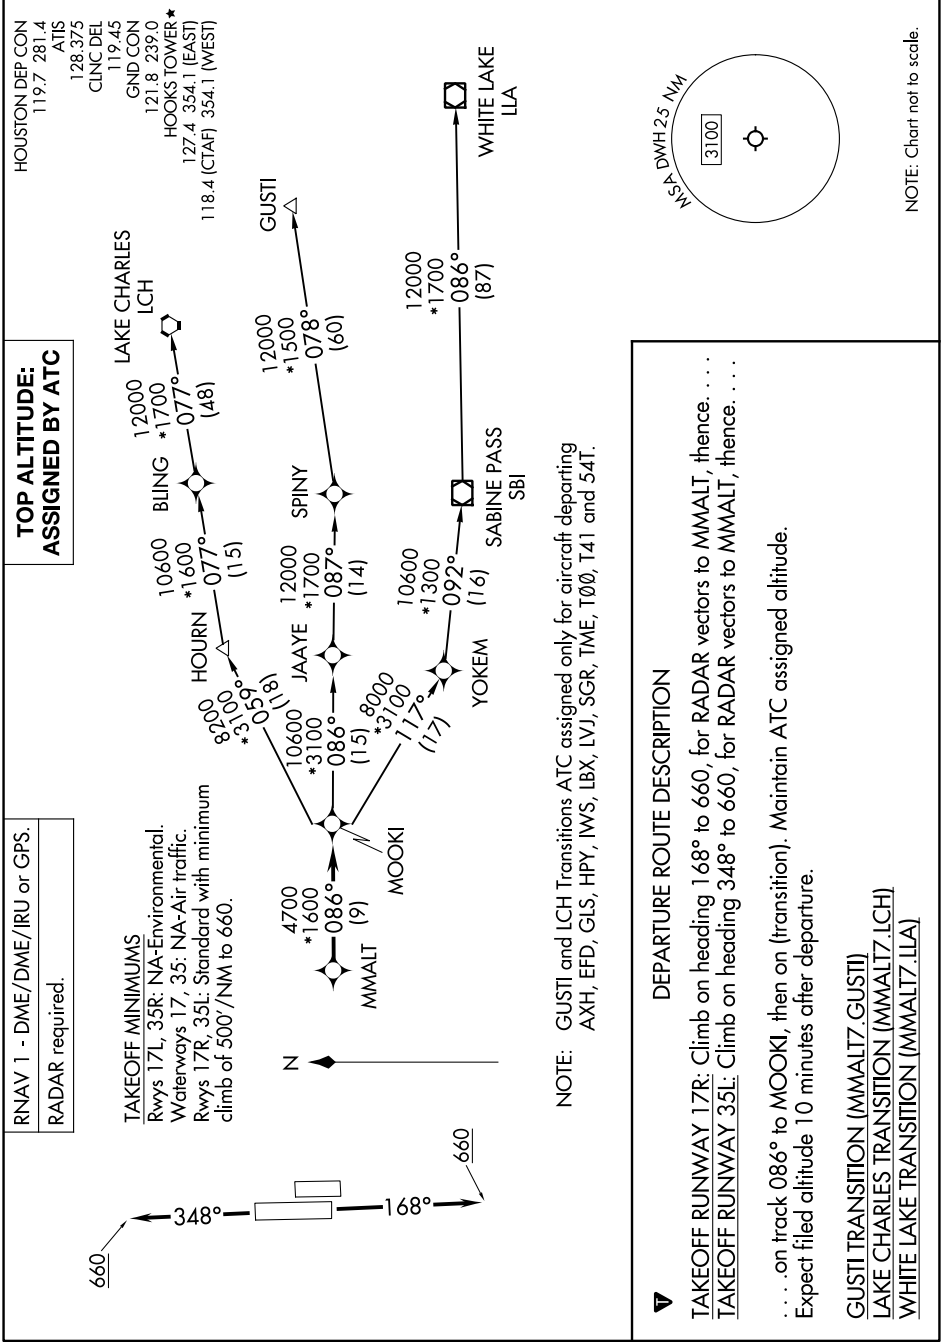 RNAV 1 - DME/DME/IRU or GPS.
RADAR required.
TOP ALTITUDE:
ASSIGNED BY ATC
HOUSTON DEP CON
119.7 281.4
ATIS
128.375
CLNC DEL
119.45
GND CON
121.8 239.0
HOOKS TOWER★
127.4 354.1 (EAST)
118.4 (CTAF) 354.1 (WEST)
TAKEOFF MINIMUMS
Rwys 17L, 35R: NA-Environmental.
Waterways 17, 35: NA-Air traffic.
Rwys 17R, 35L: Standard with minimum
climb of 500'/NM to 660.
660
348°
168°
660
N
MMALT
4700
*1600
086°
(9)
MOOKI
8200
*3100
059°
(18)
HOURN
10600
*1600
077°
(15)
BLING
12000
*1700
077°
(48)
LAKE CHARLES
LCH
10600
*3100
086°
(15)
JAAYE
12000
*1700
087°
(14)
SPINY
12000
*1500
078°
(60)
GUSTI
8000
*3100
117°
(17)
YOKEM
10600
*1300
092°
(16)
SABINE PASS
SBI
12000
*1700
086°
(87)
WHITE LAKE
LLA
NOTE: GUSTI and LCH Transitions ATC assigned only for aircraft departing
AXH, EFD, GLS, HPY, IWS, LBX, LVJ, SGR, TME, TØØ, T41 and 54T.
MSA DWH 25 NM
3100
NOTE: Chart not to scale.
T
DEPARTURE ROUTE DESCRIPTION
TAKEOFF RUNWAY 17R: Climb on heading 168° to 660, for RADAR vectors to MMALT, thence. . . .
TAKEOFF RUNWAY 35L: Climb on heading 348° to 660, for RADAR vectors to MMALT, thence. . . .
. . . .on track 086° to MOOKI, then on (transition). Maintain ATC assigned altitude.
Expect filed altitude 10 minutes after departure.
GUSTI TRANSITION (MMALT7.GUSTI)
LAKE CHARLES TRANSITION (MMALT7.LCH)
WHITE LAKE TRANSITION (MMALT7.LLA)